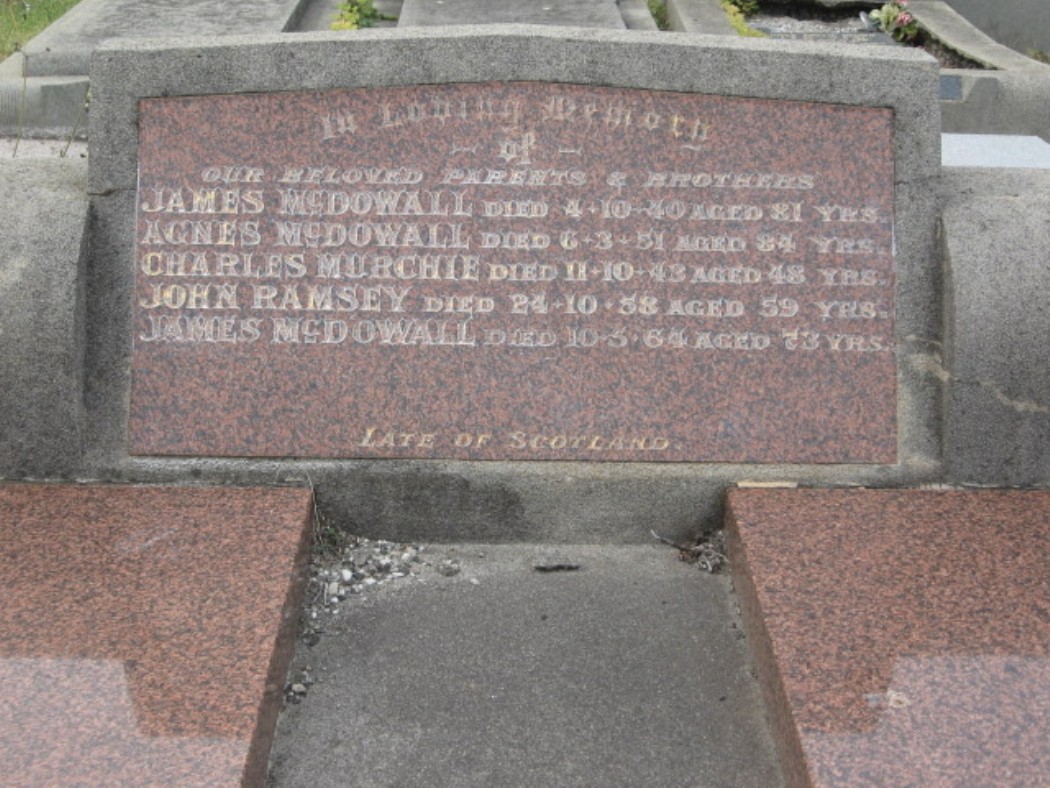 In Loving Memory
- of -
OUR BELOVED PARENTS & BROTHERS
JAMES McDOWALL DIED 4-10-40 AGED 81 YRS.
AGNES McDOWALL DIED 6-3-51 AGED 84 YRS.
CHARLES MURCHIE DIED 11-10-43 AGED 48 YRS.
JOHN RAMSEY DIED 24-10-58 AGED 59 YRS.
JAMES McDOWALL DIED 10-5-64 AGED 73 YRS.
LATE OF SCOTLAND.